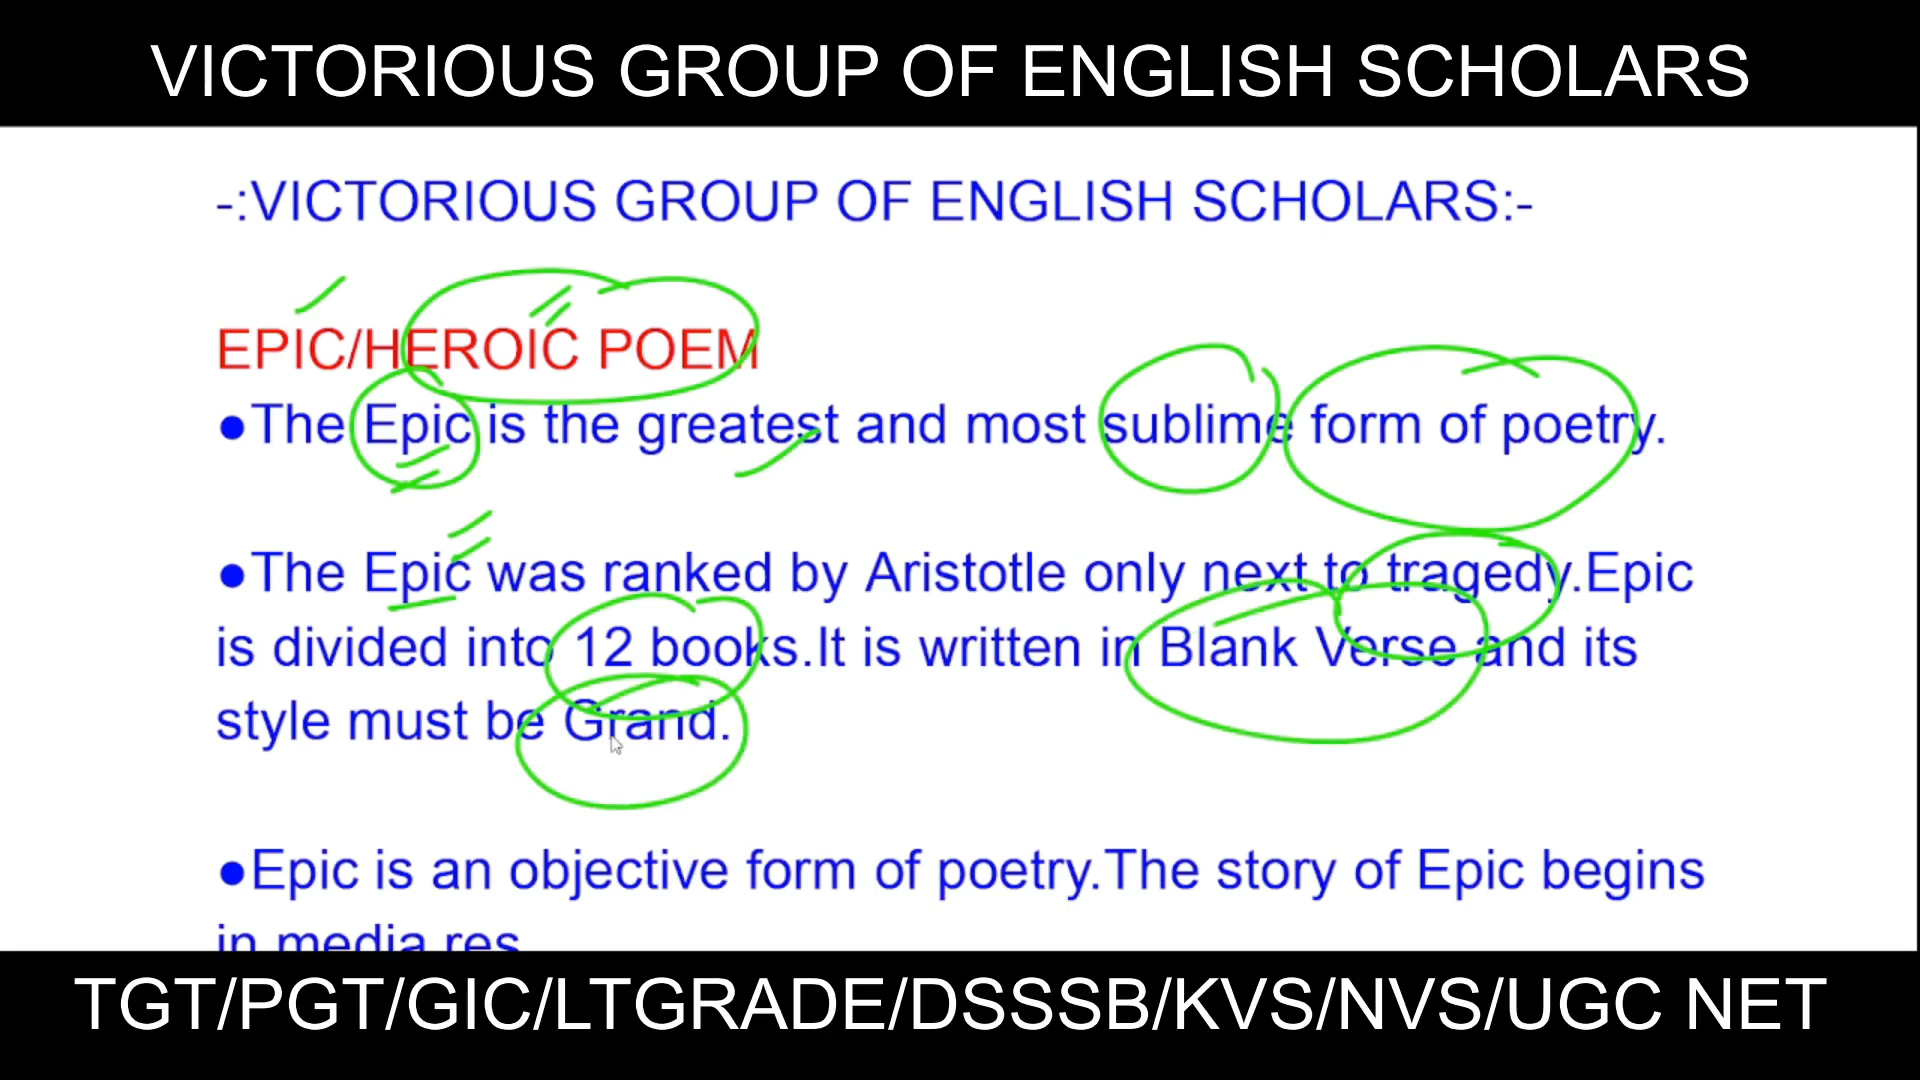 VICTORIOUS GROUP OF ENGLISH SCHOLARS
-:VICTORIOUS GROUP OF ENGLISH SCHOLARS:-
EPIC/HEROIC POEM
●The Epic is the greatest and most sublime form of poetry.
●The Epic was ranked by Aristotle only next to tragedy.Epic
is divided into 12 books.It is written in Blank Verse and its
style must be Grand.
●Epic is an objective form of poetry.The story of Epic begins
in media res
TGT/PGT/GIC/LTGRADE/DSSSB/KVS/NVS/UGC NET